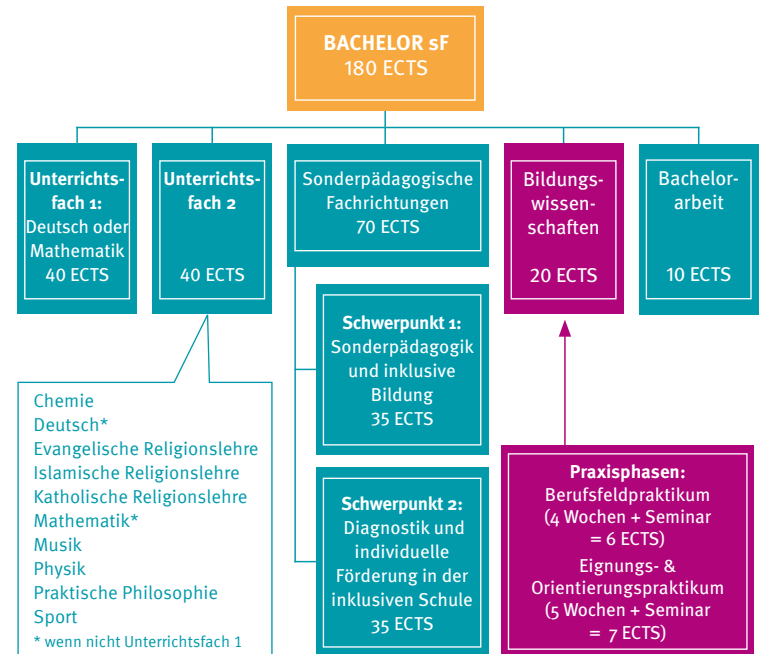 BACHELOR sF
180 ECTS
Unterrichts-
fach 1:
Deutsch oder
Mathematik
40 ECTS
Unterrichts-
fach 2
40 ECTS
Sonderpädagogische
Fachrichtungen
70 ECTS
Bildungs-
wissen-
schaften
20 ECTS
Bachelor-
arbeit
10 ECTS
Schwerpunkt 1:
Sonderpädagogik
und inklusive
Bildung
35 ECTS
Schwerpunkt 2:
Diagnostik und
individuelle
Förderung in der
inklusiven Schule
35 ECTS
Chemie
Deutsch*
Evangelische Religionslehre
Islamische Religionslehre
Katholische Religionslehre
Mathematik*
Musik
Physik
Praktische Philosophie
Sport
* wenn nicht Unterrichtsfach 1
Praxisphasen:
Berufsfeldpraktikum
(4 Wochen + Seminar
= 6 ECTS)
Eignungs- &
Orientierungspraktikum
(5 Wochen + Seminar
= 7 ECTS)